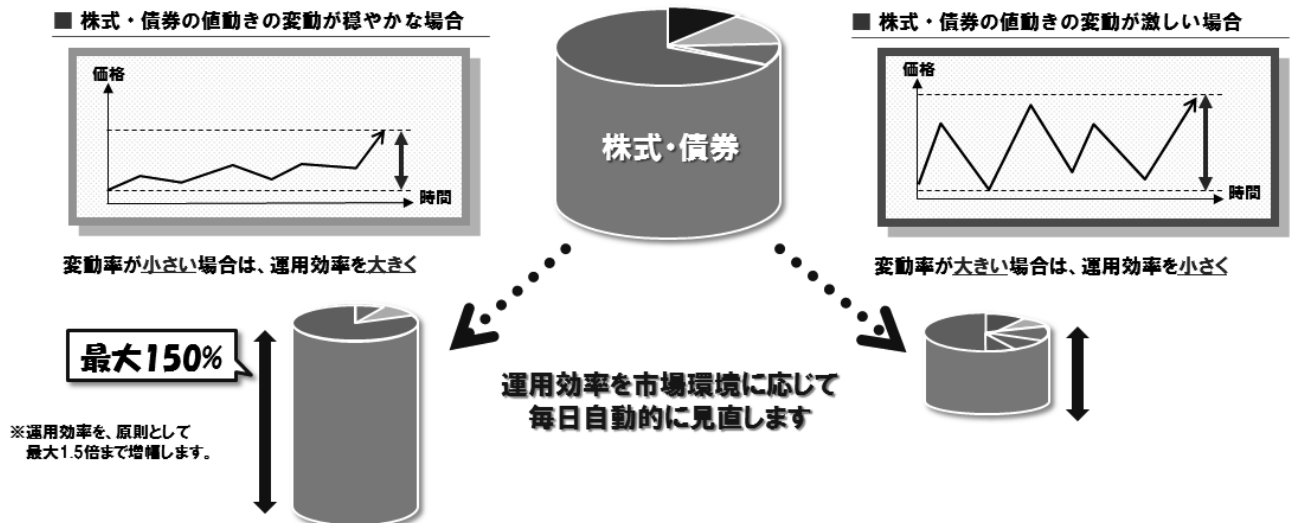 ■ 株式・債券の値動きの変動が穏やかな場合
価格
時間
変動率が小さい場合は、運用効率を大きく
株式・債券
■ 株式・債券の値動きの変動が激しい場合
価格
時間
変動率が大きい場合は、運用効率を小さく
最大150%
※運用効率を、原則として
最大1.5倍まで増幅します。
運用効率を市場環境に応じて
毎日自動的に見直します